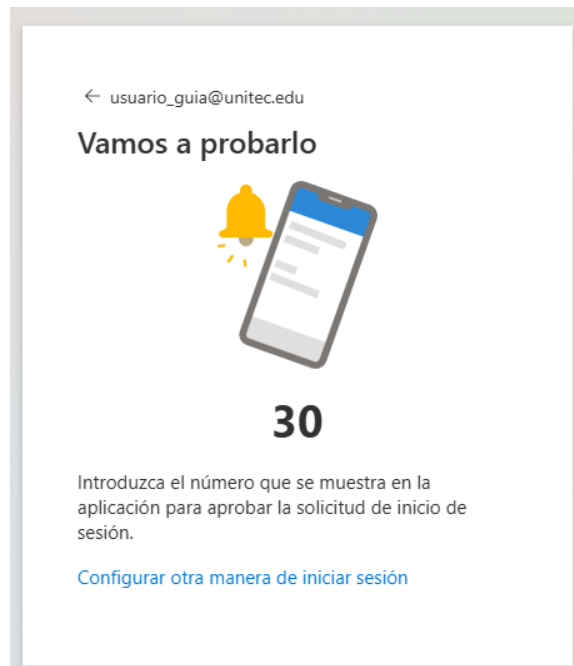 ← usuario_guia@unitec.edu
Vamos a probarlo
30
Introduzca el número que se muestra en la
aplicación para aprobar la solicitud de inicio de
sesión.
Configurar otra manera de iniciar sesión